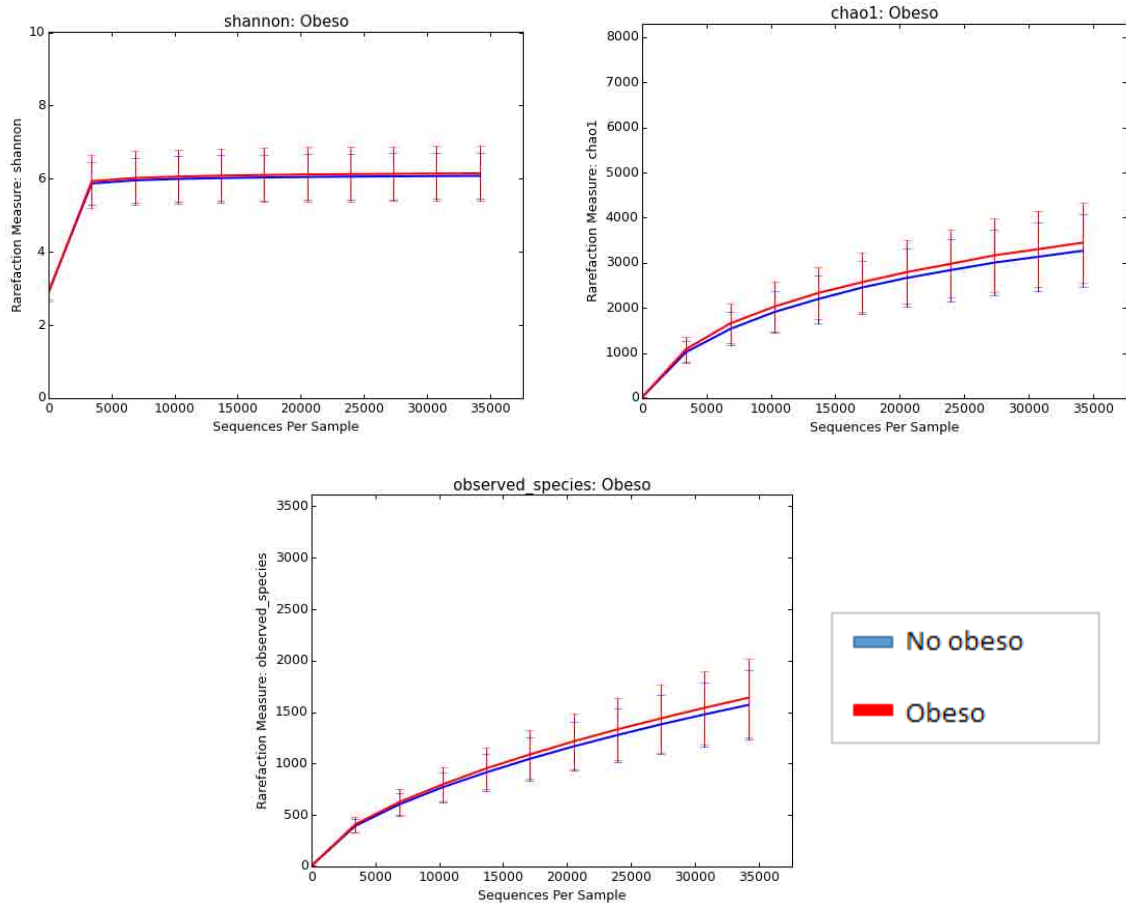 shannon: Obeso
10
8
6
4
2
0
Rarefaction Measure: shannon
0 5000 10000 15000 20000 25000 30000 35000
Sequences Per Sample
chao1: Obeso
8000
7000
6000
5000
4000
3000
2000
1000
0
Rarefaction Measure: chao1
0 5000 10000 15000 20000 25000 30000 35000
Sequences Per Sample
observed_species: Obeso
3500
3000
2500
2000
1500
1000
500
0
Rarefaction Measure: observed_species
0 5000 10000 15000 20000 25000 30000 35000
Sequences Per Sample
No obeso
Obeso